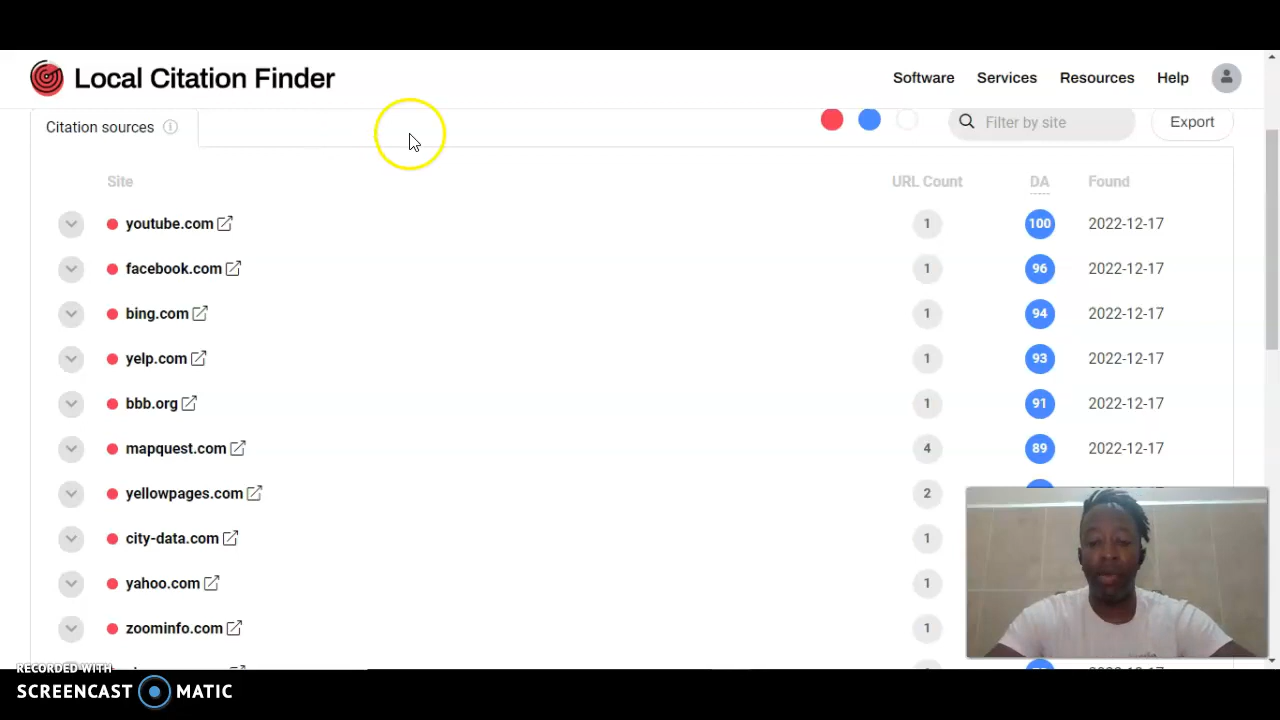 Local Citation Finder
Software Services Resources Help
Citation sources
Filter by site
Export
Site URL Count DA Found
youtube.com 1 100 2022-12-17
facebook.com 1 96 2022-12-17
bing.com 1 94 2022-12-17
yelp.com 1 93 2022-12-17
bbb.org 1 91 2022-12-17
mapquest.com 4 89 2022-12-17
yellowpages.com 2
city-data.com 1
yahoo.com 1
zoominfo.com 1
RECORDED WITH
SCREENCAST MATIC